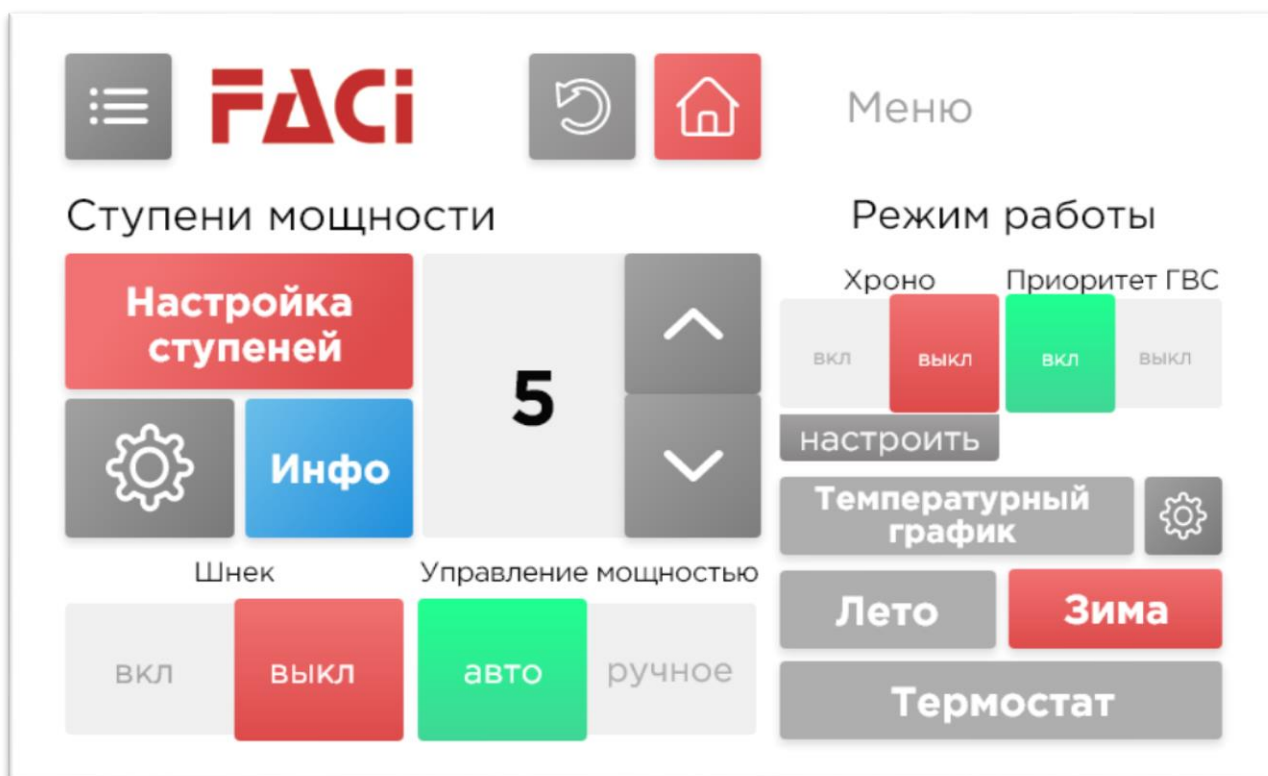 FACi
Меню
Ступени мощности
Режим работы
Настройка
ступеней
5
Инфо
Хроно
Приоритет ГВС
вкл
выкл
вкл
выкл
настроить
Температурный
график
Шнек
Управление мощностью
вкл
выкл
авто
ручное
Лето
Зима
Термостат